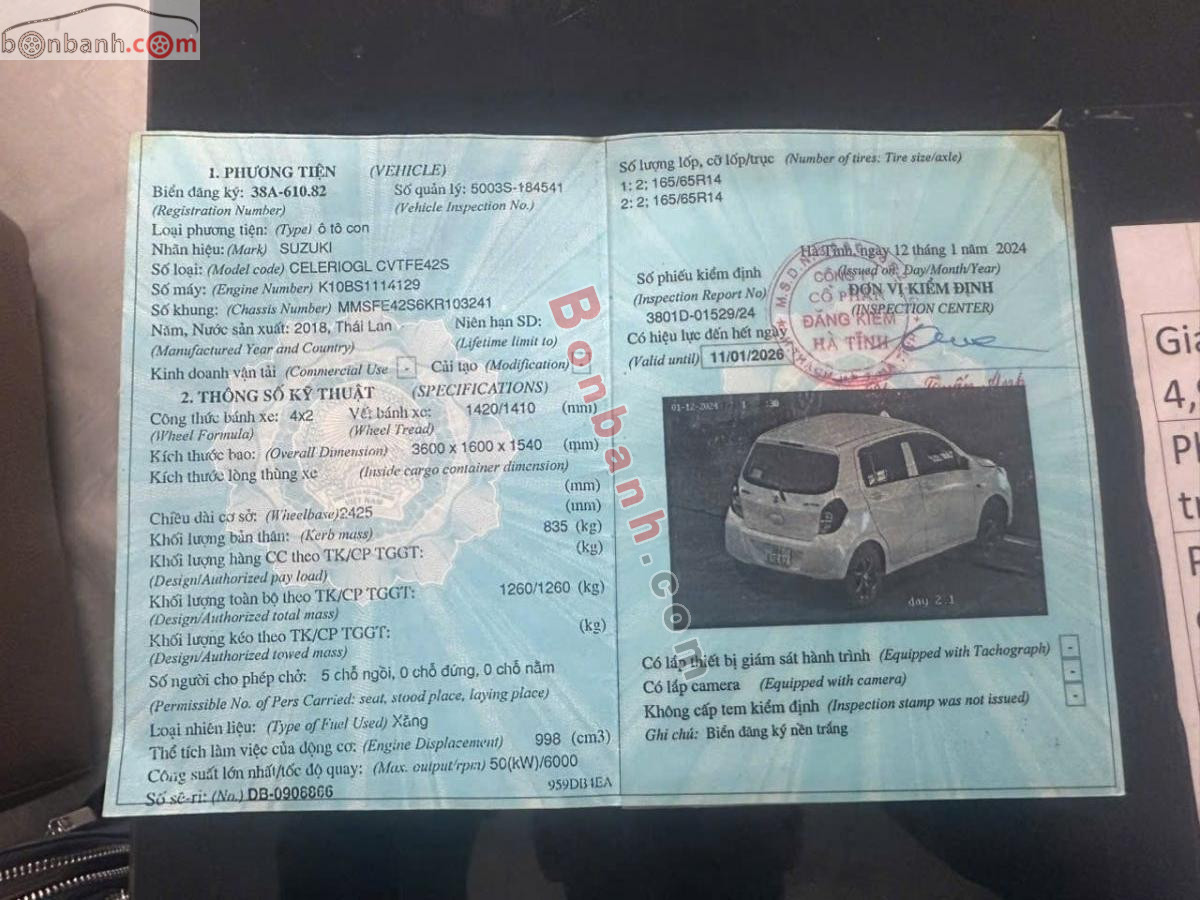 bonbanh.com
1. PHƯƠNG TIỆN (VEHICLE)
Biển đăng ký: 38A-610.82 Số quản lý: 5003S-184541
(Registration Number) (Vehicle Inspection No.)
Loại phương tiện: (Type) ô tô con
Nhãn hiệu: (Mark) SUZUKI
Số loại: (Model code) CELERIOGL CVTFE42S
Số máy: (Engine Number) K10BS1114129
Số khung: (Chassis Number) MMSFE42S6KR103241
Năm, Nước sản xuất: 2018, Thái Lan Niên hạn SD:
(Manufactured Year and Country) (Lifetime limit to)
Kinh doanh vận tải (Commercial Use - Cải tạo (Modification) -
2. THÔNG SỐ KỸ THUẬT (SPECIFICATIONS)
Công thức bánh xe: 4x2 Vết bánh xe: 1420/1410 (mm)
(Wheel Formula) (Wheel Tread)
Kích thước bao: (Overall Dimension) 3600 x 1600 x 1540 (mm)
Kích thước lòng thùng xe (Inside cargo container dimension)
(mm)
Chiều dài cơ sở: (Wheelbase)2425 (mm)
Khối lượng bản thân: (Kerb mass) 835 (kg)
Khối lượng hàng CC theo TK/CP TGGT: (kg)
(Design/Authorized pay load)
Khối lượng toàn bộ theo TK/CP TGGT: 1260/1260 (kg)
(Design/Authorized total mass)
Khối lượng kéo theo TK/CP TGGT: (kg)
(Design/Authorized towed mass)
Số người cho phép chở: 5 chỗ ngồi, 0 chỗ đứng, 0 chỗ nằm
(Permissible No. of Pers Carried: seat, stood place, laying place)
Loại nhiên liệu: (Type of Fuel Used) Xăng
Thể tích làm việc của động cơ: (Engine Displacement) 998 (cm3)
Công suất lớn nhất/tốc độ quay: (Max. output/rpm) 50(kW)/6000
Số sê-ri: (No.) DB-0906866 959DB4EA
Số lượng lốp, cỡ lốp/trục (Number of tires: Tire size/axle)
1: 2; 165/65R14
2: 2; 165/65R14
Hà Tĩnh, ngày 12 tháng 1 năm 2024
(Issued on: Day/Month/Year)
Số phiếu kiểm định ĐƠN VỊ KIỂM ĐỊNH
(Inspection Report No) (INSPECTION CENTER)
3801D-01529/24
Có hiệu lực đến hết ngày
(Valid until) 11/01/2026
CÔNG TY
CỔ PHẦN
ĐĂNG KIỂM
HÀ TĨNH
01-12-2024
day 2.1
Có lắp thiết bị giám sát hành trình (Equipped with Tachograph) -
Có lắp camera (Equipped with camera) -
Không cấp tem kiểm định (Inspection stamp was not issued) -
Ghi chú: Biển đăng ký nền trắng
Bonbanh.com
Giá
4,